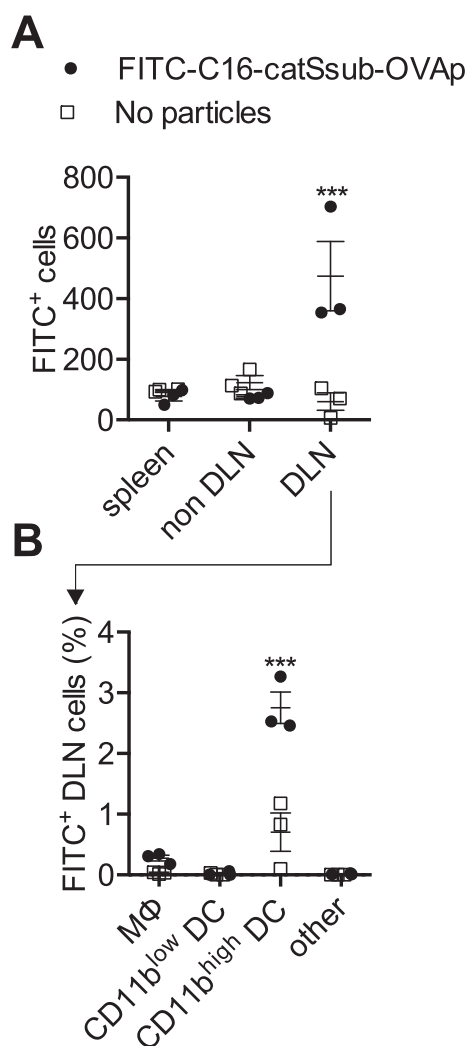 A
● FITC-C16-catSsub-OVAp
□ No particles
FITC⁺ cells
800
600
400
200
0
***
spleen
non DLN
DLN
B
FITC⁺ DLN cells (%)
4
3
2
1
0
***
MΦ
CD11bˡᵒʷ DC
CD11bʰⁱᵍʰ DC
other